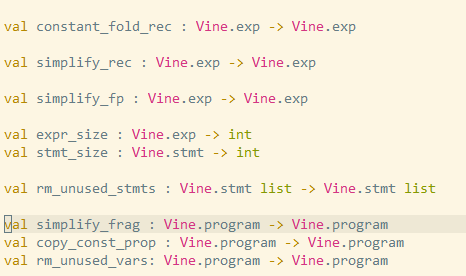 val constant_fold_rec : Vine.exp -> Vine.exp
val simplify_rec : Vine.exp -> Vine.exp
val simplify_fp : Vine.exp -> Vine.exp
val expr_size : Vine.exp -> int
val stmt_size : Vine.stmt -> int
val rm_unused_stmts : Vine.stmt list -> Vine.stmt list
val simplify_frag : Vine.program -> Vine.program
val copy_const_prop : Vine.program -> Vine.program
val rm_unused_vars: Vine.program -> Vine.program